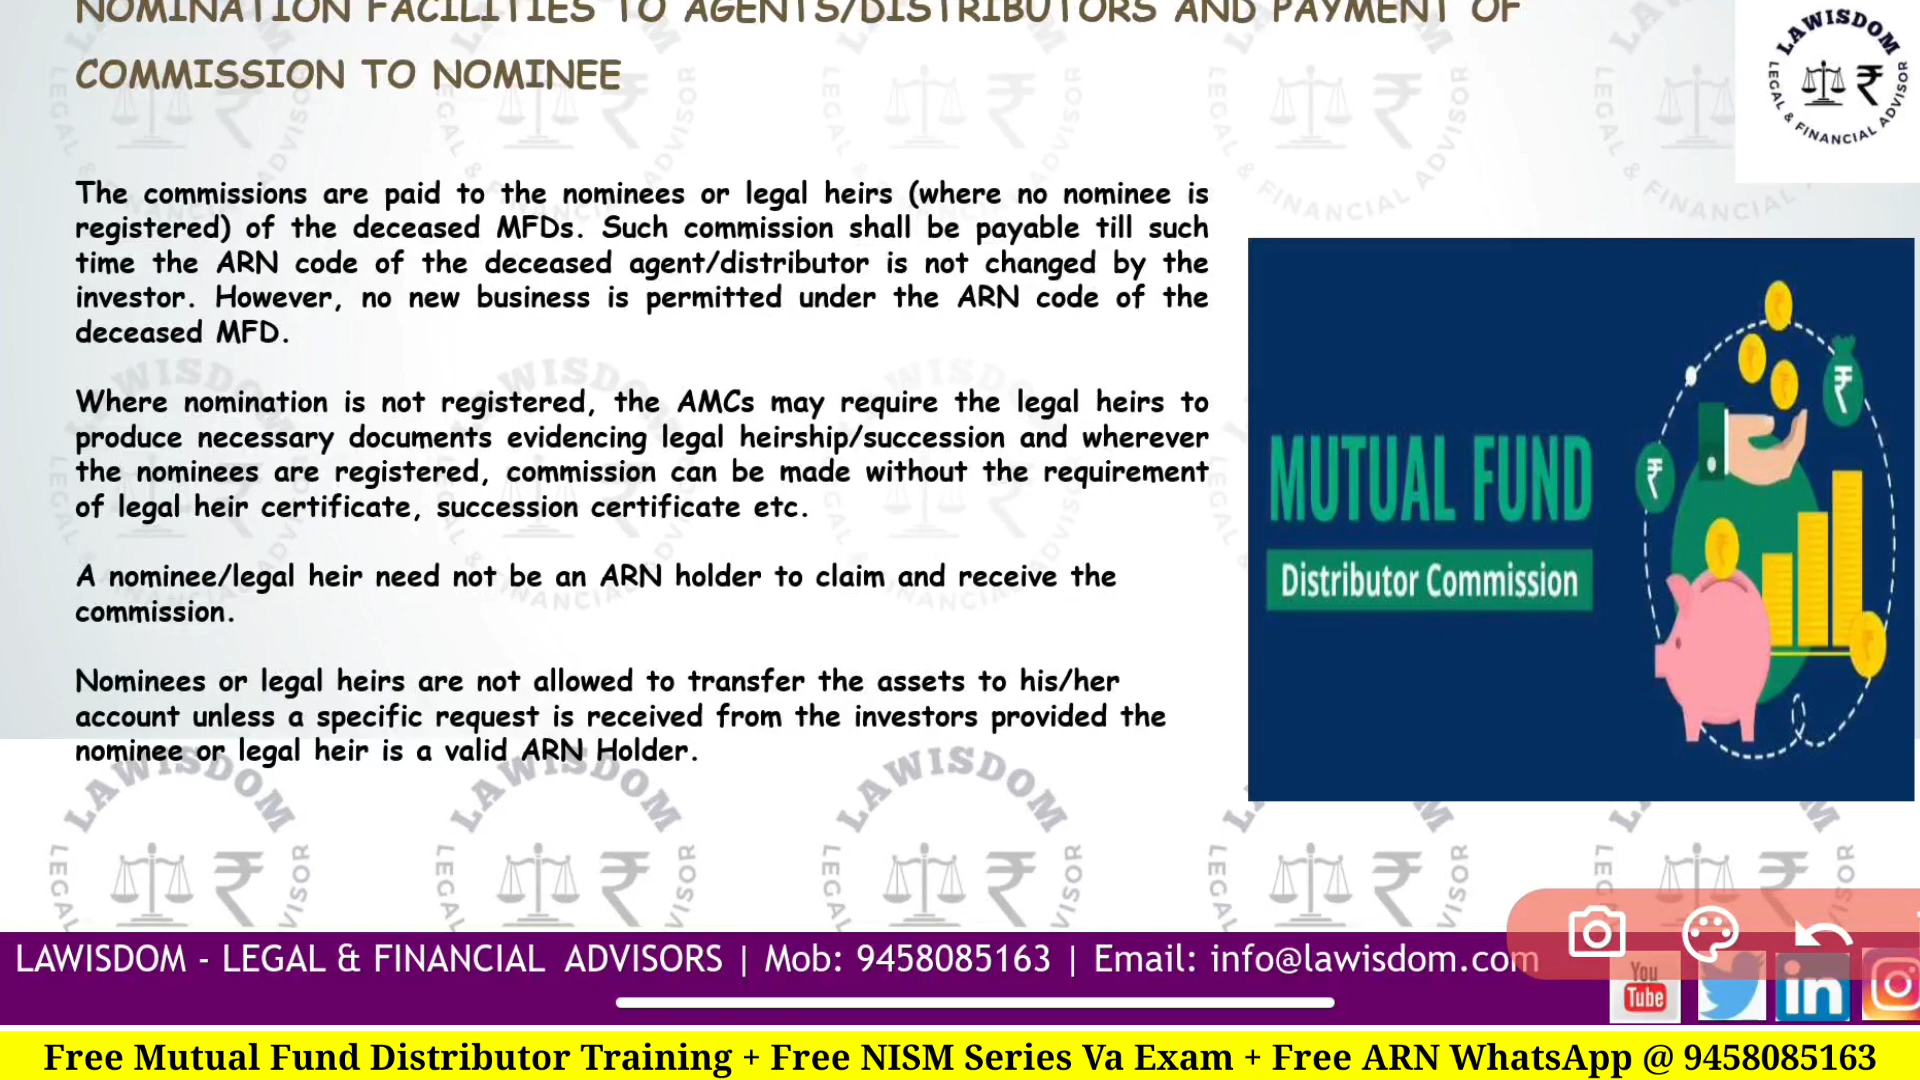 NOMINATION FACILITIES TO AGENTS/DISTRIBUTORS AND PAYMENT OF
COMMISSION TO NOMINEE
LAWISDOM
LEGAL & FINANCIAL ADVISOR
The commissions are paid to the nominees or legal heirs (where no nominee is
registered) of the deceased MFDs. Such commission shall be payable till such
time the ARN code of the deceased agent/distributor is not changed by the
investor. However, no new business is permitted under the ARN code of the
deceased MFD.
Where nomination is not registered, the AMCs may require the legal heirs to
produce necessary documents evidencing legal heirship/succession and wherever
the nominees are registered, commission can be made without the requirement
of legal heir certificate, succession certificate etc.
A nominee/legal heir need not be an ARN holder to claim and receive the
commission.
Nominees or legal heirs are not allowed to transfer the assets to his/her
account unless a specific request is received from the investors provided the
nominee or legal heir is a valid ARN Holder.
MUTUAL FUND
Distributor Commission
LAWISDOM - LEGAL & FINANCIAL ADVISORS | Mob: 9458085163 | Email: info@lawisdom.com
You
Tube
in
Free Mutual Fund Distributor Training + Free NISM Series Va Exam + Free ARN WhatsApp @ 9458085163